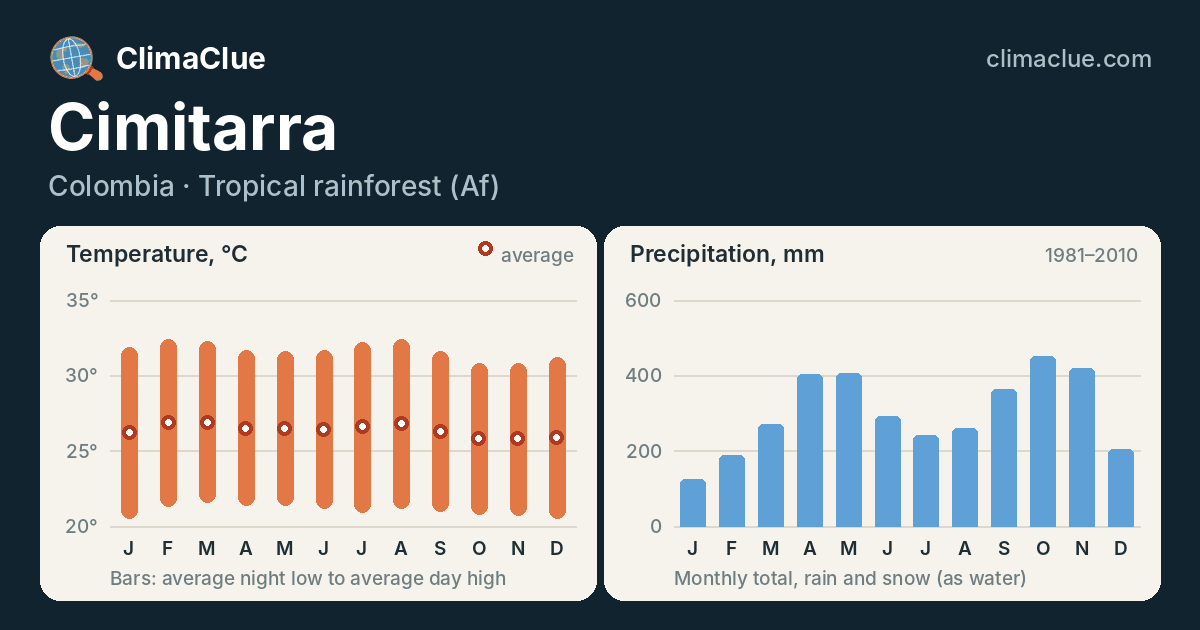 ClimaClue
climaclue.com
Cimitarra
Colombia · Tropical rainforest (Af)
Temperature, °C
average
35°
30°
25°
20°
J F M A M J J A S O N D
Bars: average night low to average day high
Precipitation, mm
1981–2010
600
400
200
0
J F M A M J J A S O N D
Monthly total, rain and snow (as water)